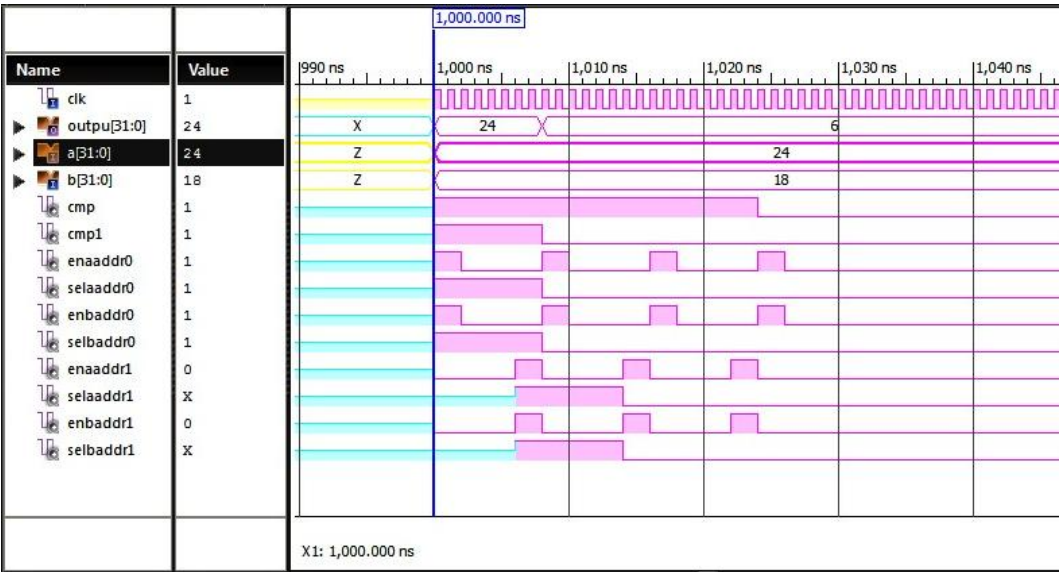 1,000.000 ns
Name Value 990 ns 1,000 ns 1,010 ns 1,020 ns 1,030 ns 1,040 ns
clk 1
outpu[31:0] 24 X 24 6
a[31:0] 24 Z 24
b[31:0] 18 Z 18
cmp 1
cmp1 1
enaaddr0 1
selaaddr0 1
enbaddr0 1
selbaddr0 1
enaaddr1 0
selaaddr1 X
enbaddr1 0
selbaddr1 X
X1: 1,000.000 ns